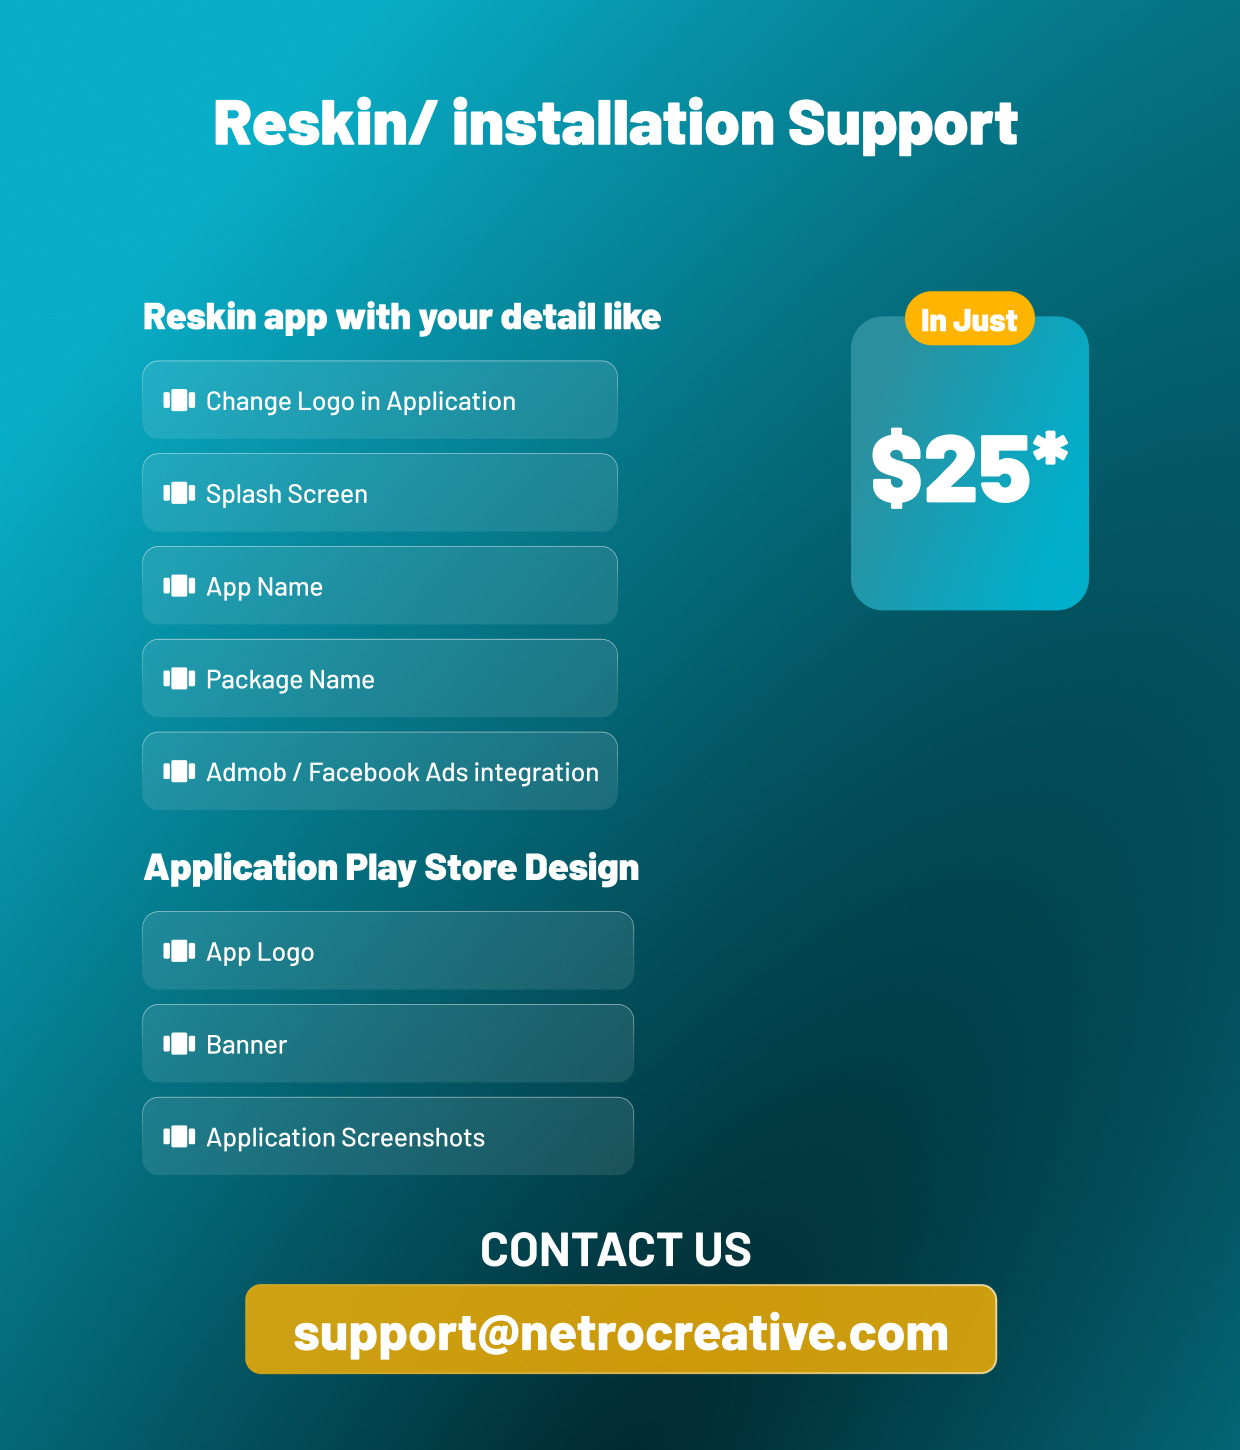 Reskin/ installation Support
Reskin app with your detail like
Change Logo in Application
Splash Screen
App Name
Package Name
Admob / Facebook Ads integration
In Just
$25*
Application Play Store Design
App Logo
Banner
Application Screenshots
CONTACT US
support@netrocreative.com